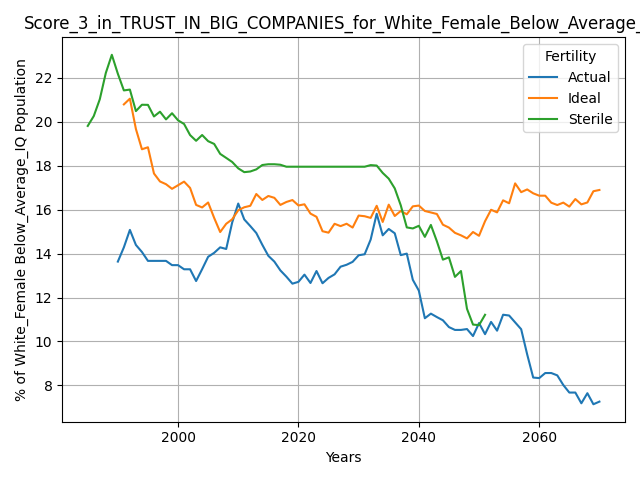 Score_3_in_TRUST_IN_BIG_COMPANIES_for_White_Female_Below_Average_
Fertility
Actual
Ideal
Sterile
% of White_Female Below_Average_IQ Population
22
20
18
16
14
12
10
8
2000 2020 2040 2060
Years